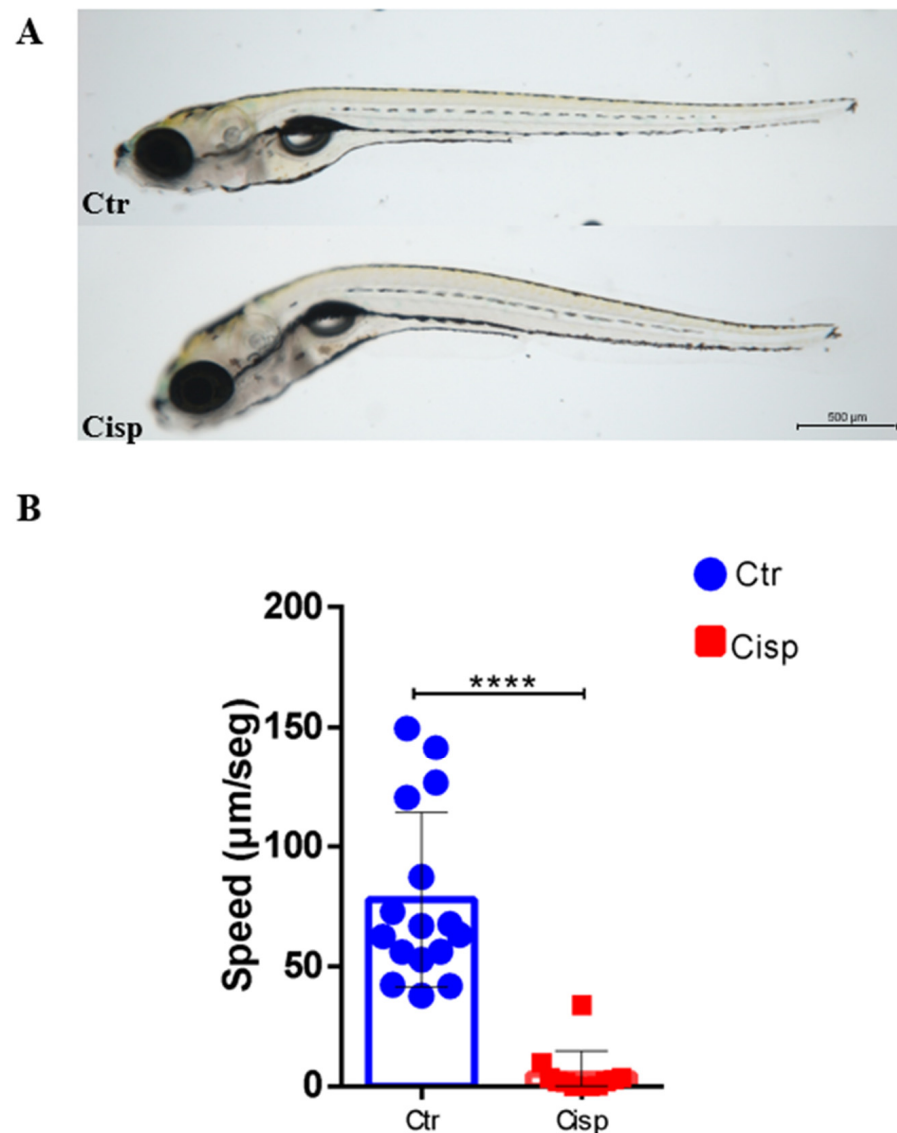 A
Ctr
Cisp
500 µm
B
Ctr
Cisp
200
150
100
50
0
Speed (µm/seg)
****
Ctr
Cisp